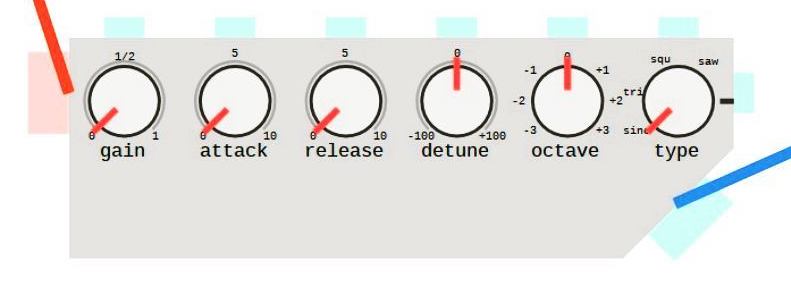 1/2
0 1
gain
5
0 10
attack
5
0 10
release
0
-100 +100
detune
0
-1 +1
-2 +2
-3 +3
octave
squ saw
tri
sine
type